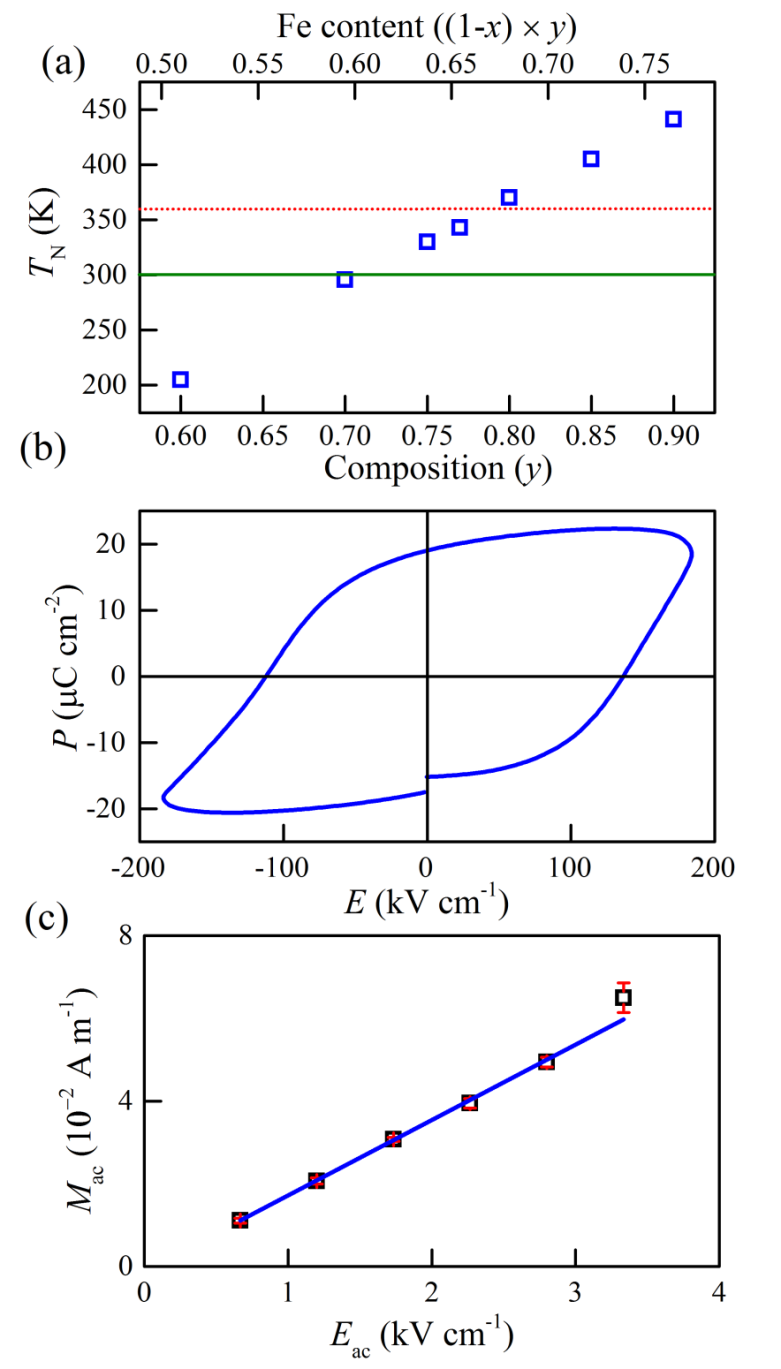 Fe content ((1-x) × y)
(a)
0.50 0.55 0.60 0.65 0.70 0.75
450
400
350
300
250
200
T_N (K)
0.60 0.65 0.70 0.75 0.80 0.85 0.90
Composition (y)
(b)
20
10
0
-10
-20
P (μC cm⁻²)
-200 -100 0 100 200
E (kV cm⁻¹)
(c)
8
4
0
M_ac (10⁻² A m⁻¹)
0 1 2 3 4
E_ac (kV cm⁻¹)